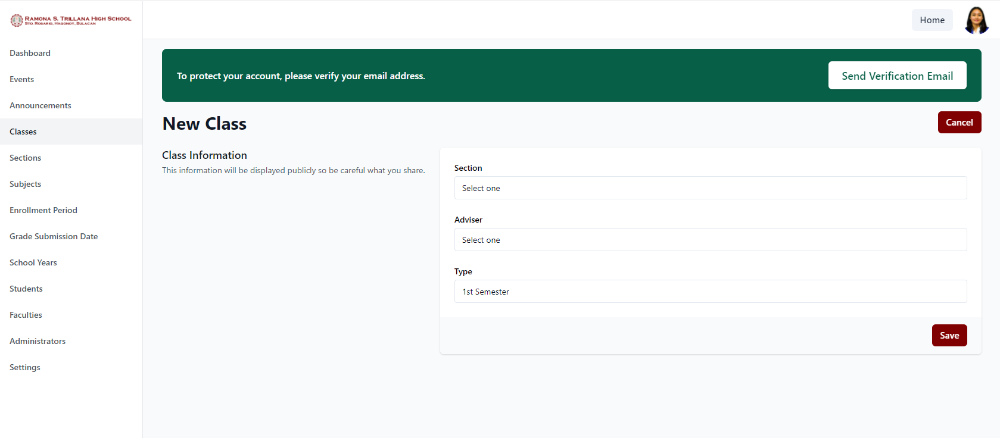 Ramona S. Trillana High School
Sto. Rosario, Hagonoy, Bulacan
Home
Dashboard
Events
Announcements
Classes
Sections
Subjects
Enrollment Period
Grade Submission Date
School Years
Students
Faculties
Administrators
Settings
To protect your account, please verify your email address.
Send Verification Email
New Class
Cancel
Class Information
This information will be displayed publicly so be careful what you share.
Section
Select one
Adviser
Select one
Type
1st Semester
Save